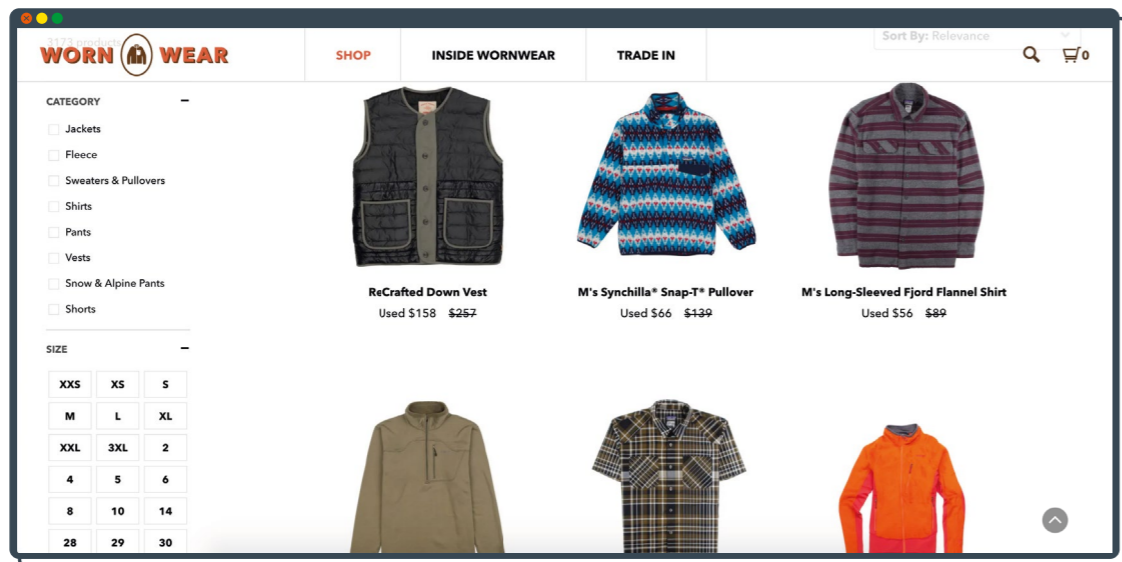 3173 products
Sort By: Relevance
WORN WEAR
SHOP
INSIDE WORNWEAR
TRADE IN
0
CATEGORY
Jackets
Fleece
Sweaters & Pullovers
Shirts
Pants
Vests
Snow & Alpine Pants
Shorts
SIZE
XXS XS S
M L XL
XXL 3XL 2
4 5 6
8 10 14
28 29 30
ReCrafted Down Vest
Used $158 $257
M's Synchilla® Snap-T® Pullover
Used $66 $139
M's Long-Sleeved Fjord Flannel Shirt
Used $56 $89